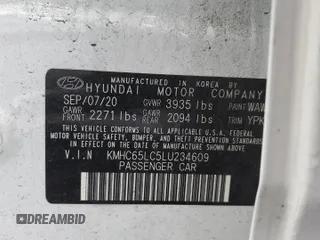 MANUFACTURED IN KOREA BY
HYUNDAI MOTOR COMPANY
SEP/07/20 GVWR 3935 lbs PAINT WAW
GAWR FRONT 2271 lbs GAWR REAR 2094 lbs TRIM YPK
THIS VEHICLE CONFORMS TO ALL APPLICABLE U.S. FEDERAL
MOTOR VEHICLE SAFETY, BUMPER, AND THEFT PREVENTION STANDARDS
IN EFFECT ON THE DATE OF MANUFACTURE SHOWN ABOVE.
V.I.N KMHC65LC5LU234609
PASSENGER CAR
DREAMBID